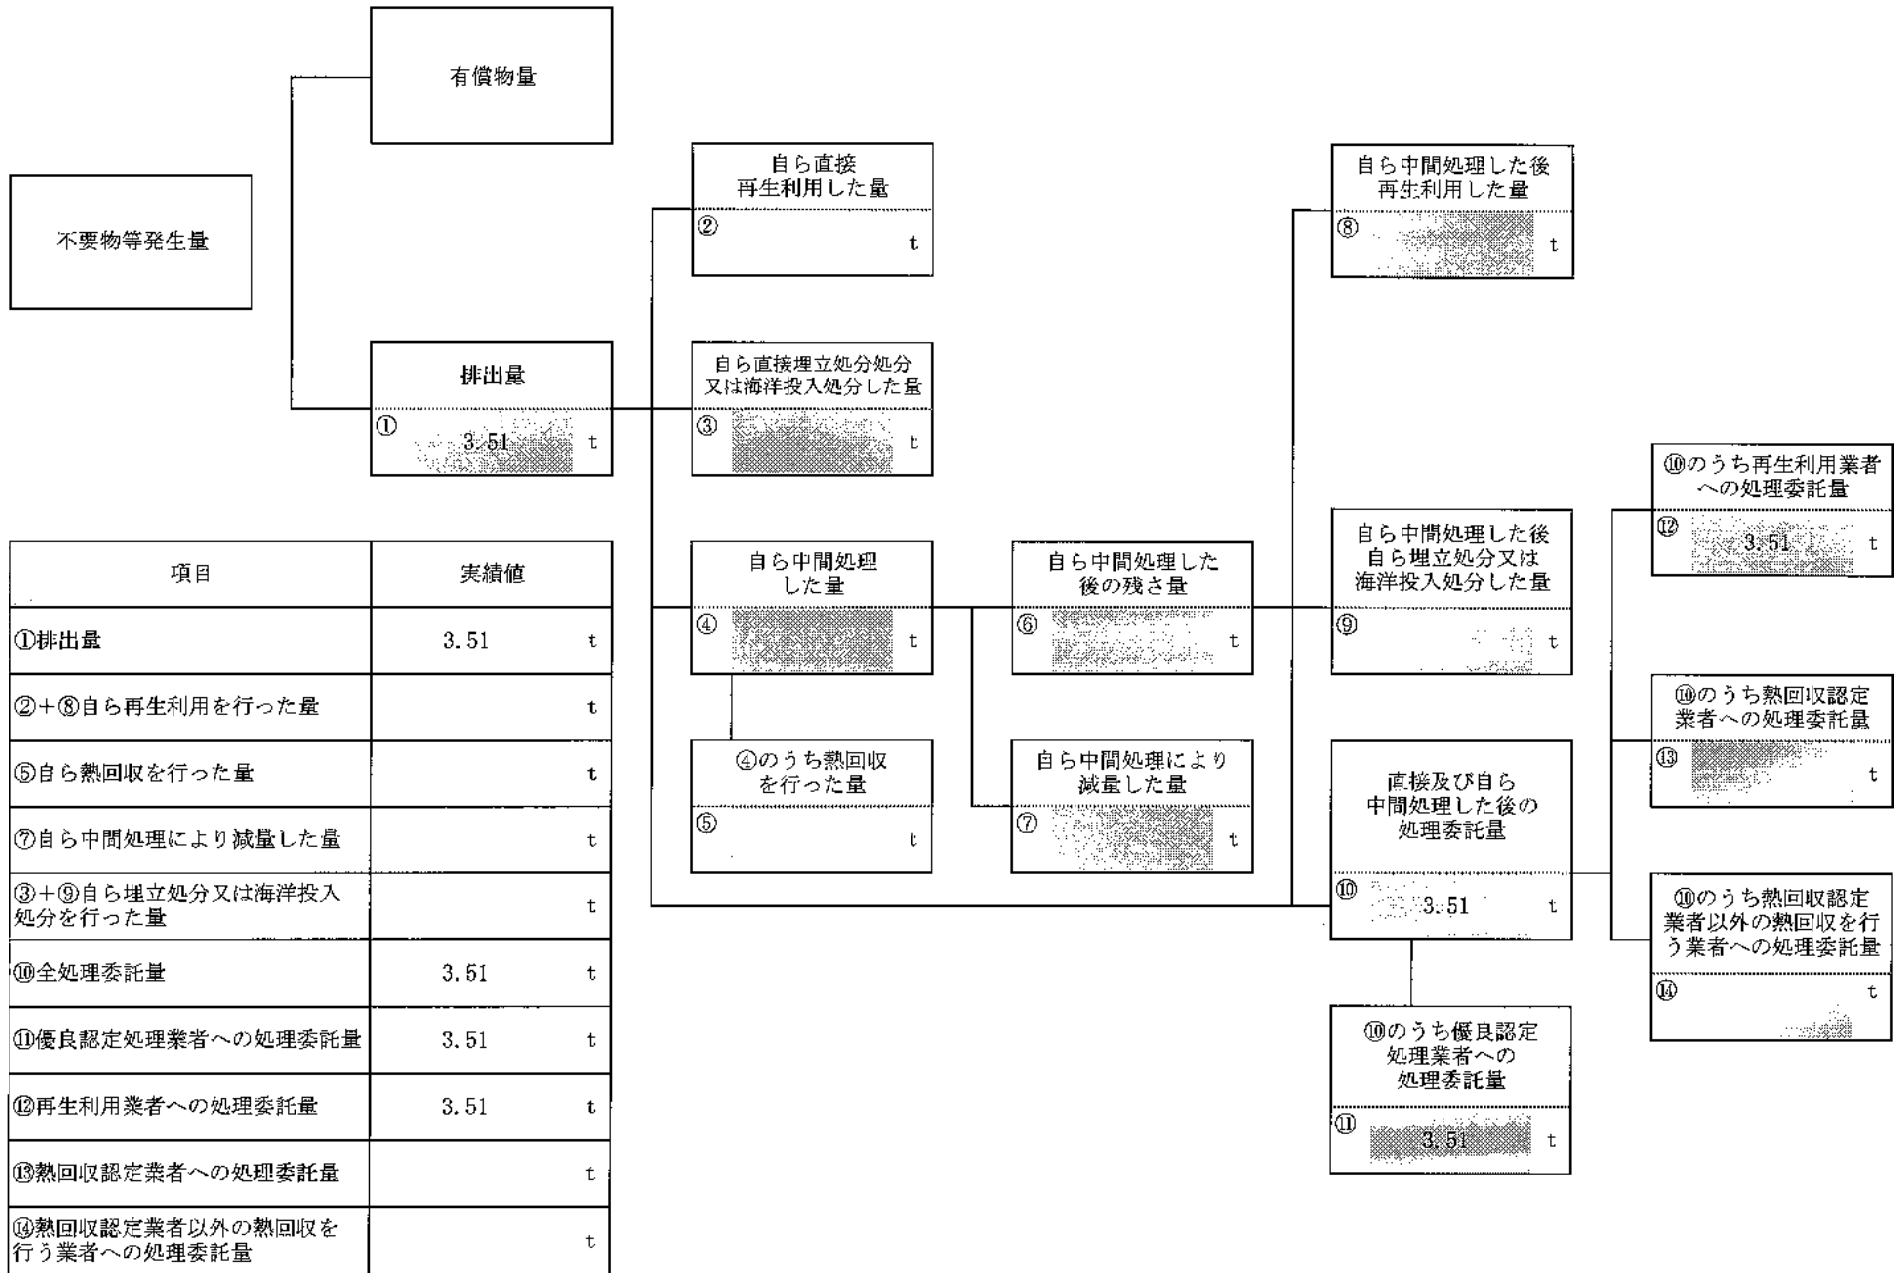 有償物量
不要物等発生量
排出量
① 3.51 t
自ら直接
再生利用した量
② t
自ら直接埋立処分処分
又は海洋投入処分した量
③ t
自ら中間処理
した量
④ t
④のうち熱回収
を行った量
⑤ t
自ら中間処理した
後の残さ量
⑥ t
自ら中間処理により
減量した量
⑦ t
自ら中間処理した後
再生利用した量
⑧ t
自ら中間処理した後
自ら埋立処分又は
海洋投入処分した量
⑨ t
直接及び自ら
中間処理した後の
処理委託量
⑩ 3.51 t
⑩のうち優良認定
処理業者への
処理委託量
⑪ 3.51 t
⑩のうち再生利用業者
への処理委託量
⑫ 3.51 t
⑩のうち熱回収認定
業者への処理委託量
⑬ t
⑩のうち熱回収認定
業者以外の熱回収を行
う業者への処理委託量
⑭ t
項目 実績値
①排出量 3.51 t
②+⑧自ら再生利用を行った量 t
⑤自ら熱回収を行った量 t
⑦自ら中間処理により減量した量 t
③+⑨自ら埋立処分又は海洋投入
処分を行った量 t
⑩全処理委託量 3.51 t
⑪優良認定処理業者への処理委託量 3.51 t
⑫再生利用業者への処理委託量 3.51 t
⑬熱回収認定業者への処理委託量 t
⑭熱回収認定業者以外の熱回収を
行う業者への処理委託量 t